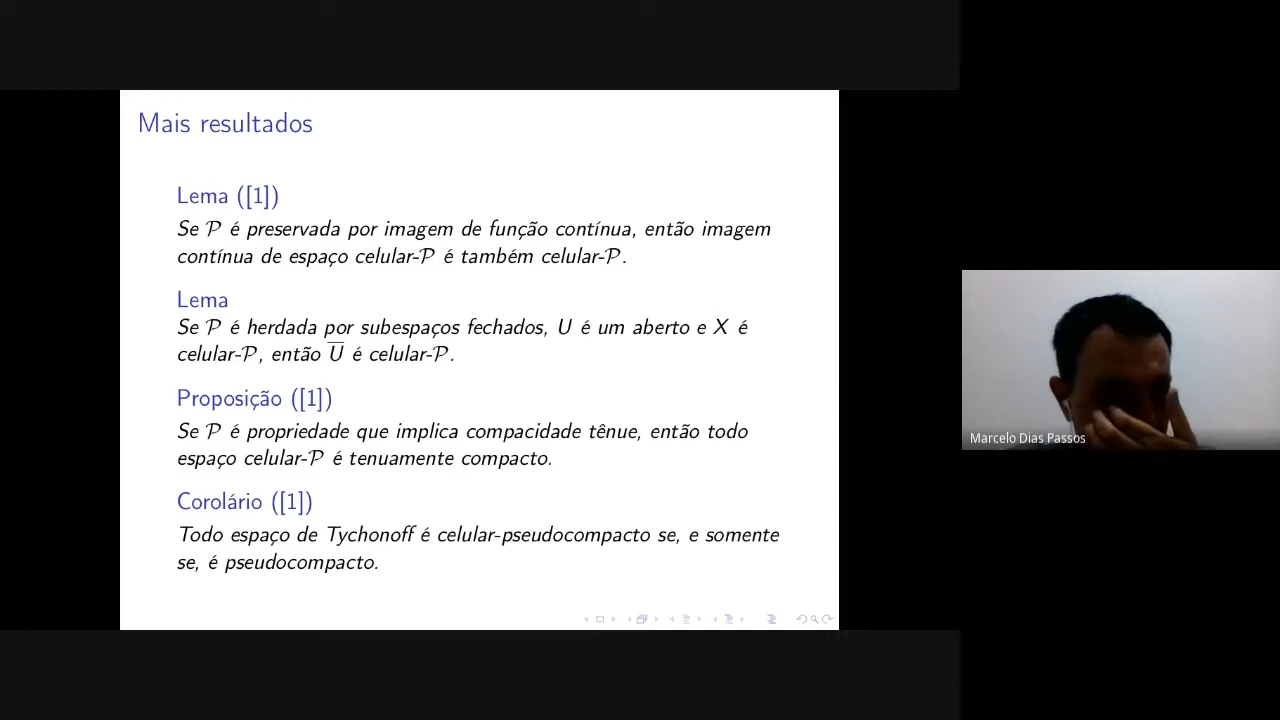 Mais resultados
Lema ([1])
Se P é preservada por imagem de função contínua, então imagem
contínua de espaço celular-P é também celular-P.
Lema
Se P é herdada por subespaços fechados, U é um aberto e X é
celular-P, então U̅ é celular-P.
Proposição ([1])
Se P é propriedade que implica compacidade tênue, então todo
espaço celular-P é tenuamente compacto.
Corolário ([1])
Todo espaço de Tychonoff é celular-pseudocompacto se, e somente
se, é pseudocompacto.
Marcelo Dias Passos